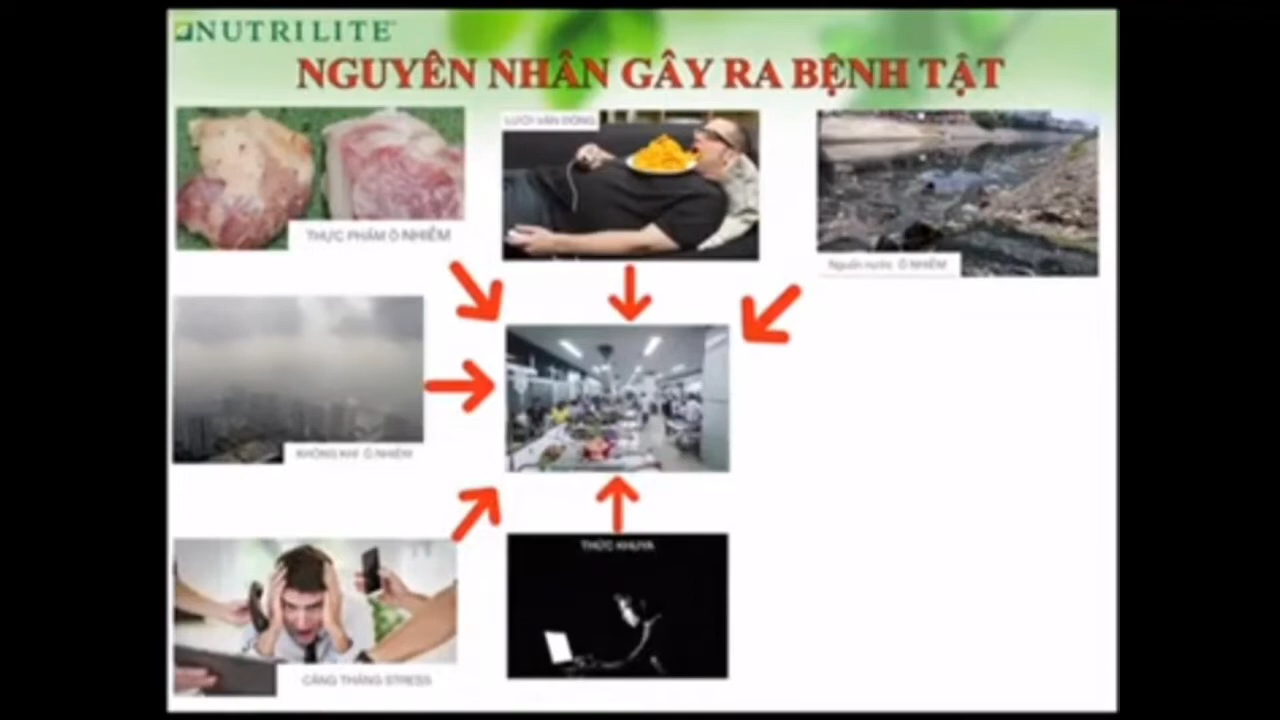 NUTRILITE
NGUYÊN NHÂN GÂY RA BỆNH TẬT
LƯỜI VẬN ĐỘNG
THỰC PHẨM Ô NHIỄM
Nguồn nước Ô NHIỄM
KHÔNG KHÍ Ô NHIỄM
THỨC KHUYA
CĂNG THẲNG STRESS